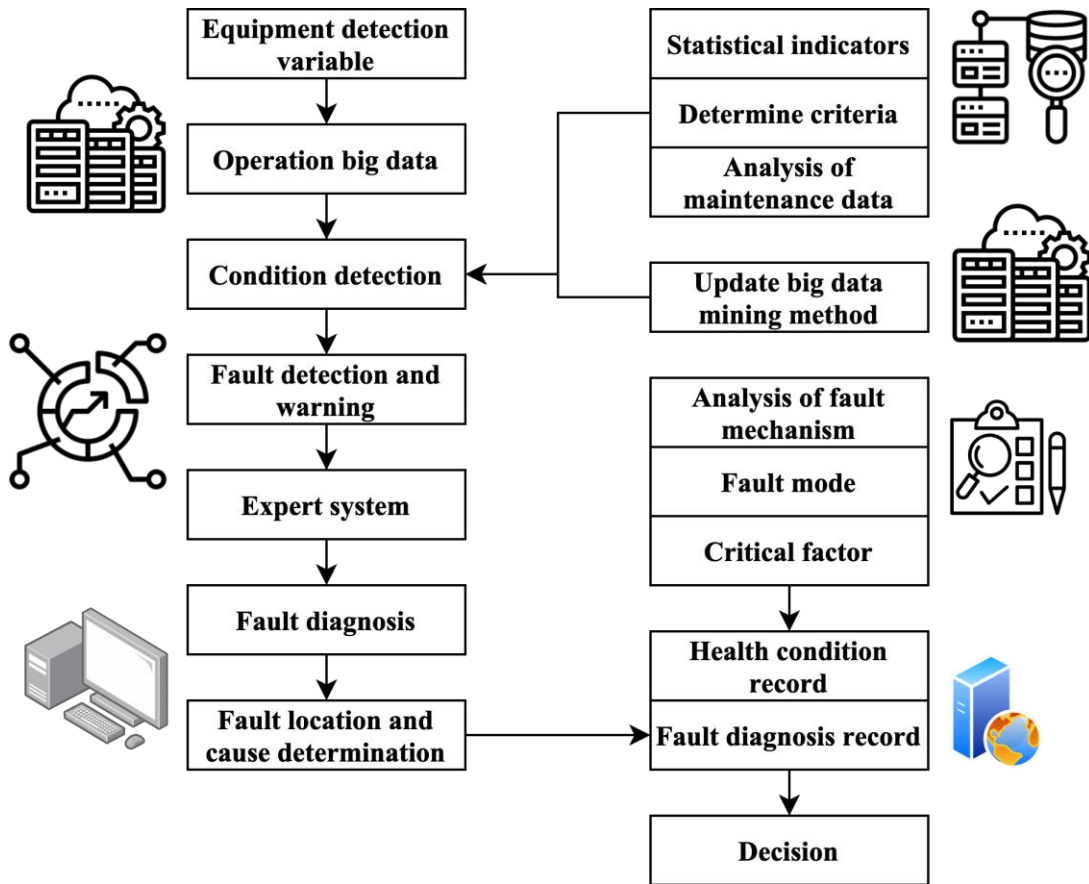 Equipment detection
variable
Operation big data
Condition detection
Fault detection and
warning
Expert system
Fault diagnosis
Fault location and
cause determination
Statistical indicators
Determine criteria
Analysis of
maintenance data
Update big data
mining method
Analysis of fault
mechanism
Fault mode
Critical factor
Health condition
record
Fault diagnosis record
Decision